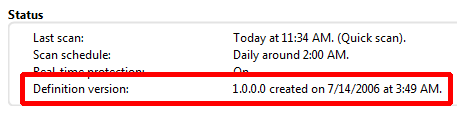 Status
Last scan: Today at 11:34 AM. (Quick scan).
Scan schedule: Daily around 2:00 AM.
Real-time protection: On
Definition version: 1.0.0.0 created on 7/14/2006 at 3:49 AM.